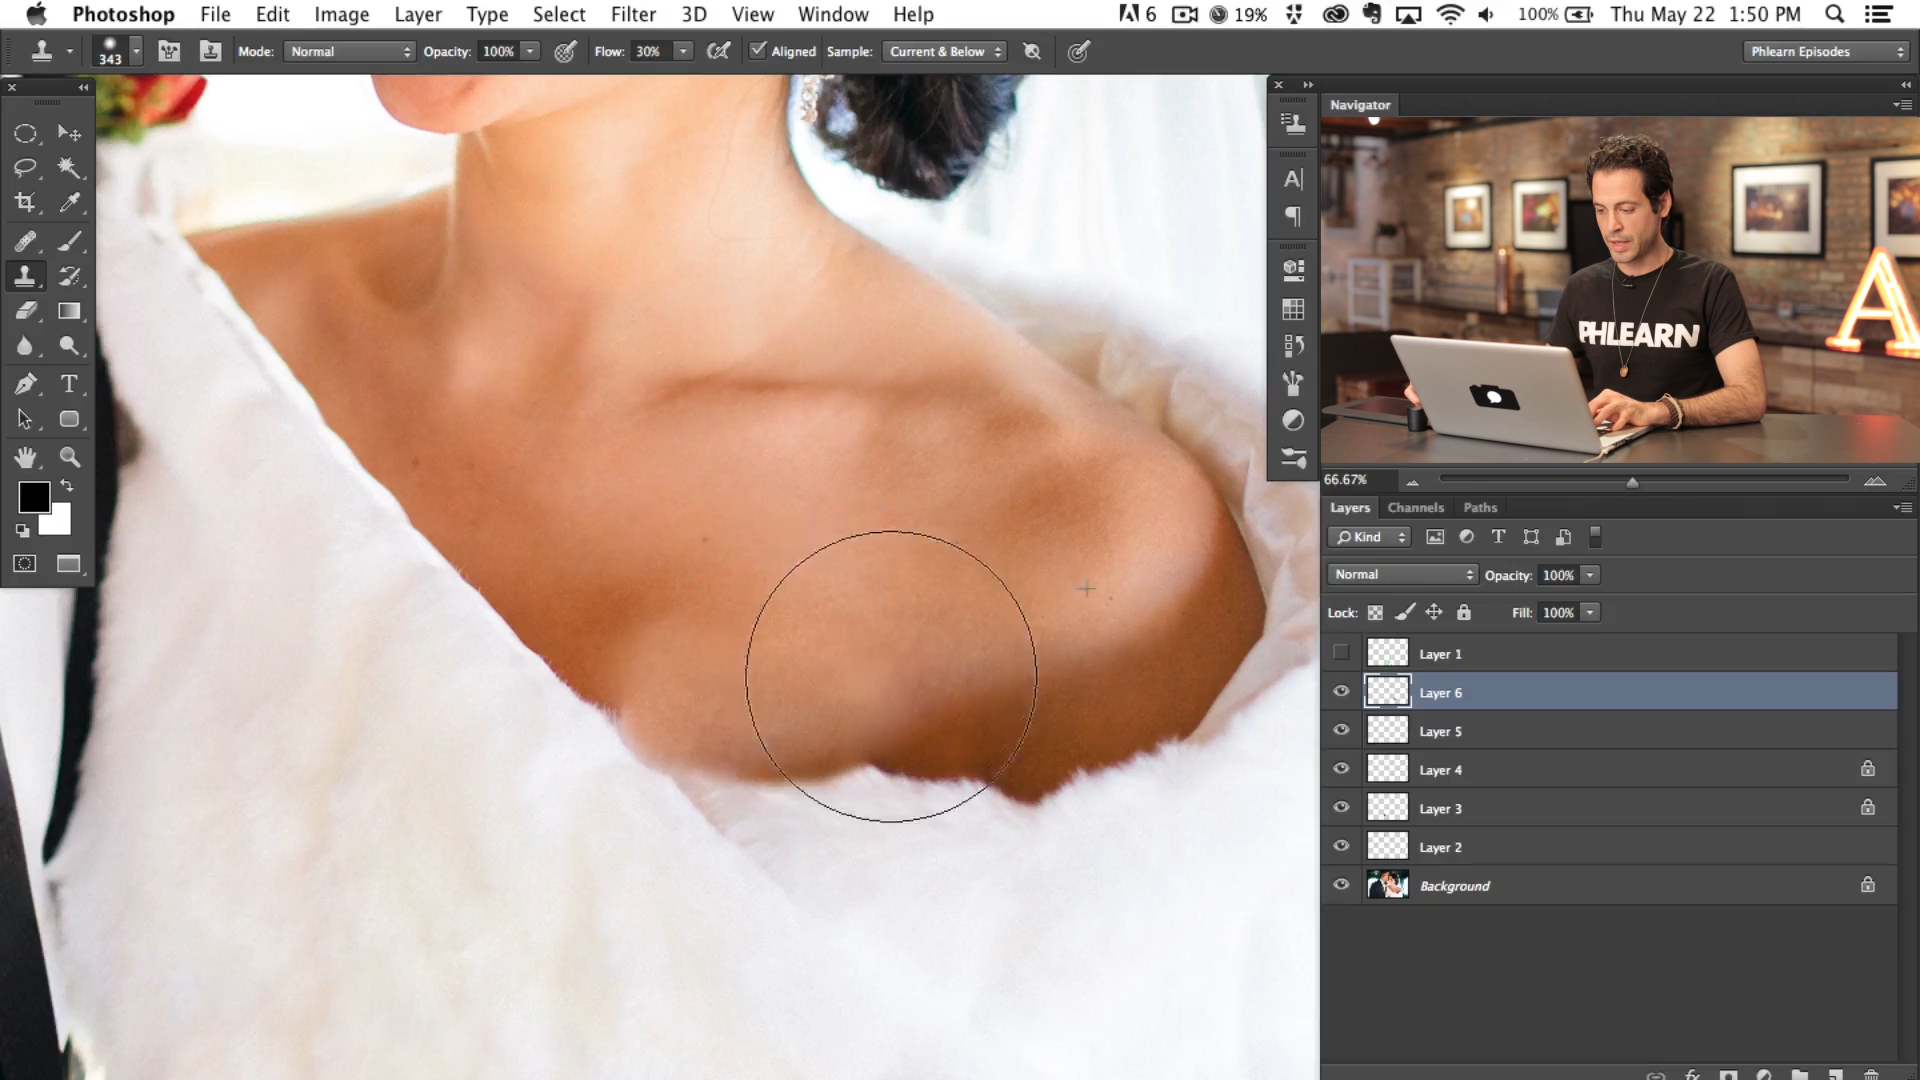 Photoshop File Edit Image Layer Type Select Filter 3D View Window Help 6 19% 100% Thu May 22 1:50 PM
343 Mode: Normal Opacity: 100% Flow: 30% Aligned Sample: Current & Below Phlearn Episodes
Navigator
A
PHLEARN
66.67%
Layers Channels Paths
Kind
Normal Opacity: 100%
Lock: Fill: 100%
Layer 1
Layer 6
Layer 5
Layer 4
Layer 3
Layer 2
Background
fx